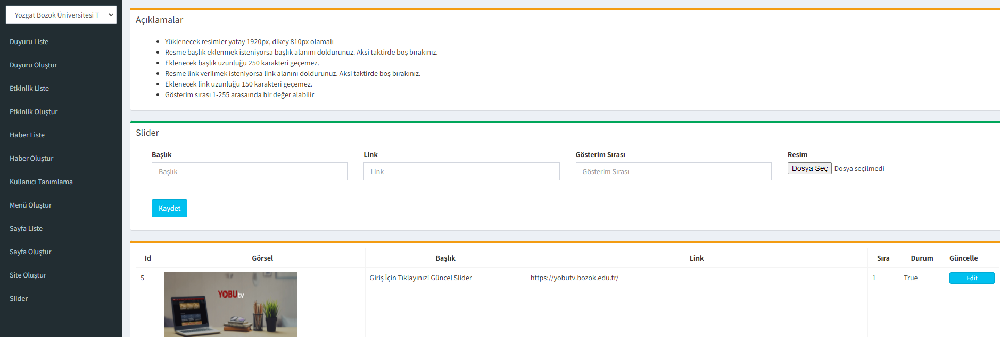 Yozgat Bozok Üniversitesi T
Duyuru Liste
Duyuru Oluştur
Etkinlik Liste
Etkinlik Oluştur
Haber Liste
Haber Oluştur
Kullanıcı Tanımlama
Menü Oluştur
Sayfa Liste
Sayfa Oluştur
Site Oluştur
Slider
Açıklamalar
Yüklenecek resimler yatay 1920px, dikey 810px olamalı
Resme başlık eklenmek isteniyorsa başlık alanını doldurunuz. Aksi taktirde boş bırakınız.
Eklenecek başlık uzunluğu 250 karakteri geçemez.
Resme link verilmek isteniyorsa link alanını doldurunuz. Aksi taktirde boş bırakınız.
Eklenecek link uzunluğu 150 karakteri geçemez.
Gösterim sırası 1-255 arasaında bir değer alabilir
Slider
Başlık Link Gösterim Sırası Resim
Başlık Link Gösterim Sırası Dosya Seç Dosya seçilmedi
Kaydet
Id Görsel Başlık Link Sıra Durum Güncelle
5 Giriş İçin Tıklayınız! Güncel Slider https://yobutv.bozok.edu.tr/ 1 True Edit
YOBU tv